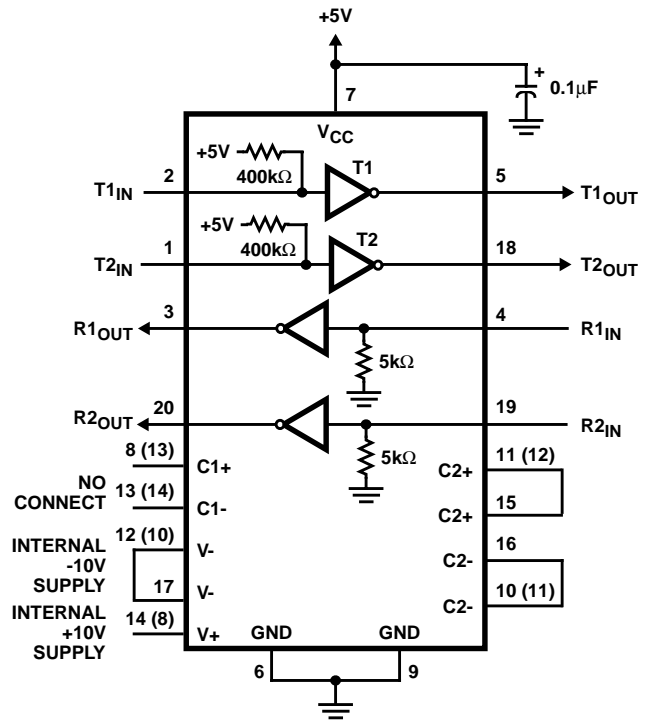 +5V
+
0.1μF
7
VCC
+5V
400kΩ
T1
T1IN
2
5
T1OUT
+5V
400kΩ
T2
T2IN
1
18
T2OUT
R1OUT
3
4
R1IN
5kΩ
R2OUT
20
19
R2IN
5kΩ
8 (13)
C1+
NO
CONNECT
13 (14)
C1-
INTERNAL
-10V
SUPPLY
12 (10)
V-
17
V-
INTERNAL
+10V
SUPPLY
14 (8)
V+
C2+
11 (12)
C2+
15
C2-
16
C2-
10 (11)
GND
GND
6
9